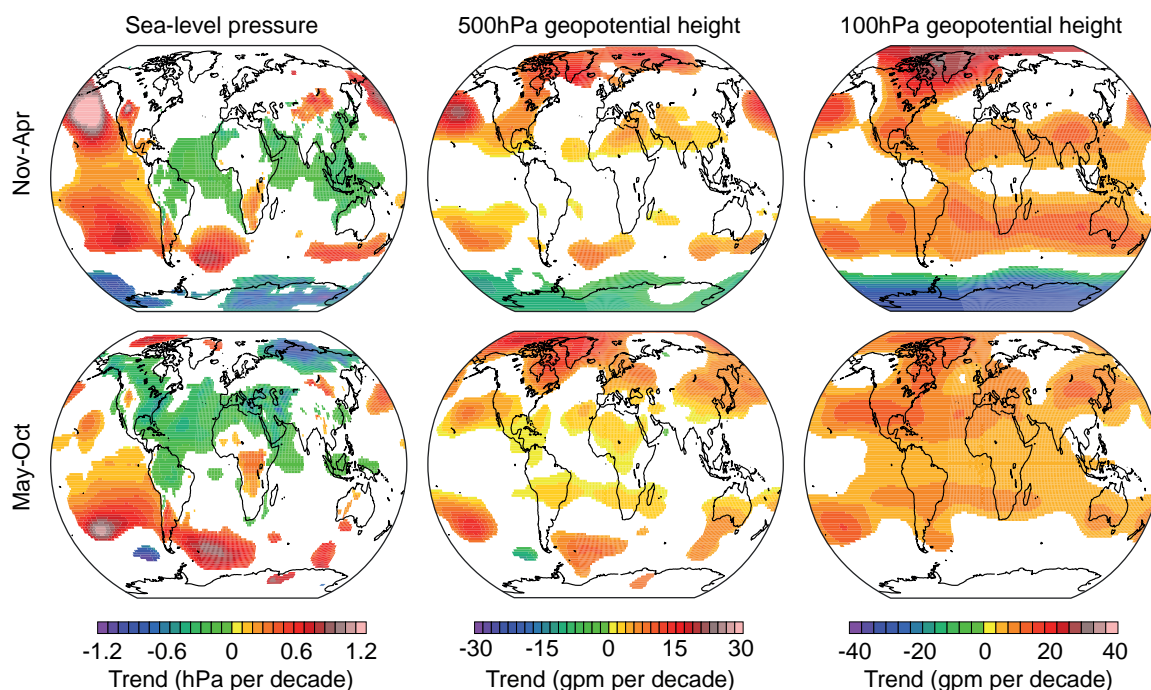 Sea-level pressure 500hPa geopotential height 100hPa geopotential height
Nov-Apr
May-Oct
-1.2 -0.6 0 0.6 1.2 -30 -15 0 15 30 -40 -20 0 20 40
Trend (hPa per decade) Trend (gpm per decade) Trend (gpm per decade)